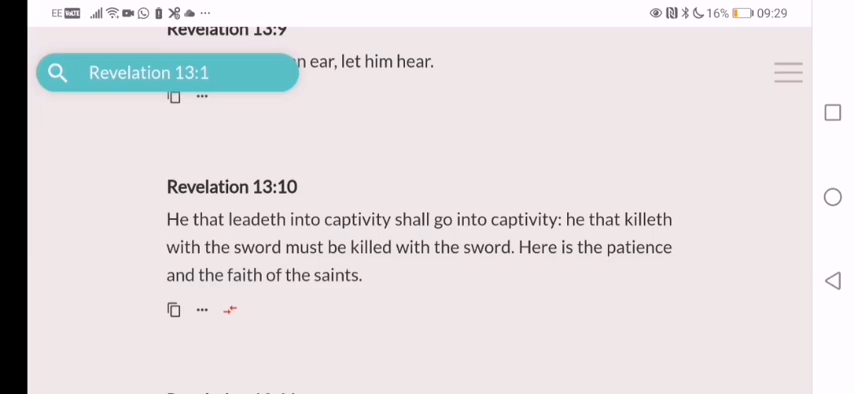 EE VoLTE 16% 09:29
Revelation 13:9
Revelation 13:1
n ear, let him hear.
Revelation 13:10
He that leadeth into captivity shall go into captivity: he that killeth
with the sword must be killed with the sword. Here is the patience
and the faith of the saints.